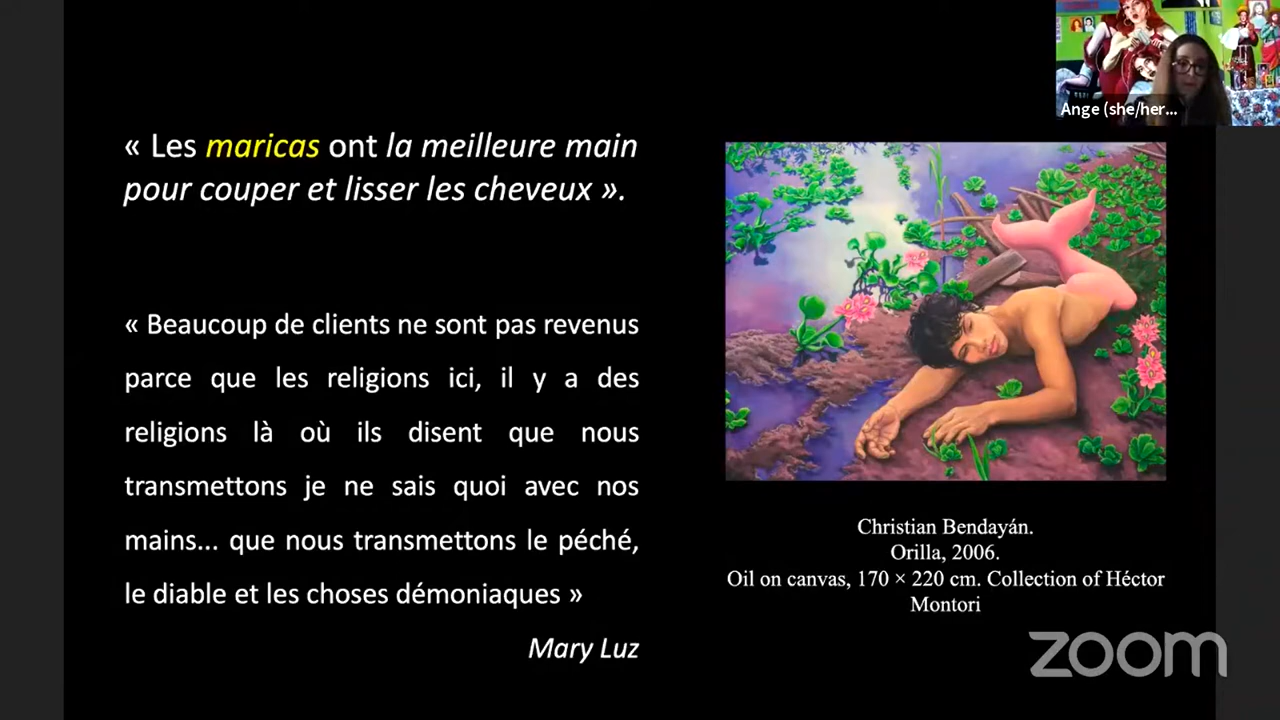 « Les maricas ont la meilleure main
pour couper et lisser les cheveux ».
« Beaucoup de clients ne sont pas revenus
parce que les religions ici, il y a des
religions là où ils disent que nous
transmettons je ne sais quoi avec nos
mains... que nous transmettons le péché,
le diable et les choses démoniaques »
Mary Luz
Ange (she/her...
Christian Bendayán.
Orilla, 2006.
Oil on canvas, 170 × 220 cm. Collection of Héctor
Montori
zoom